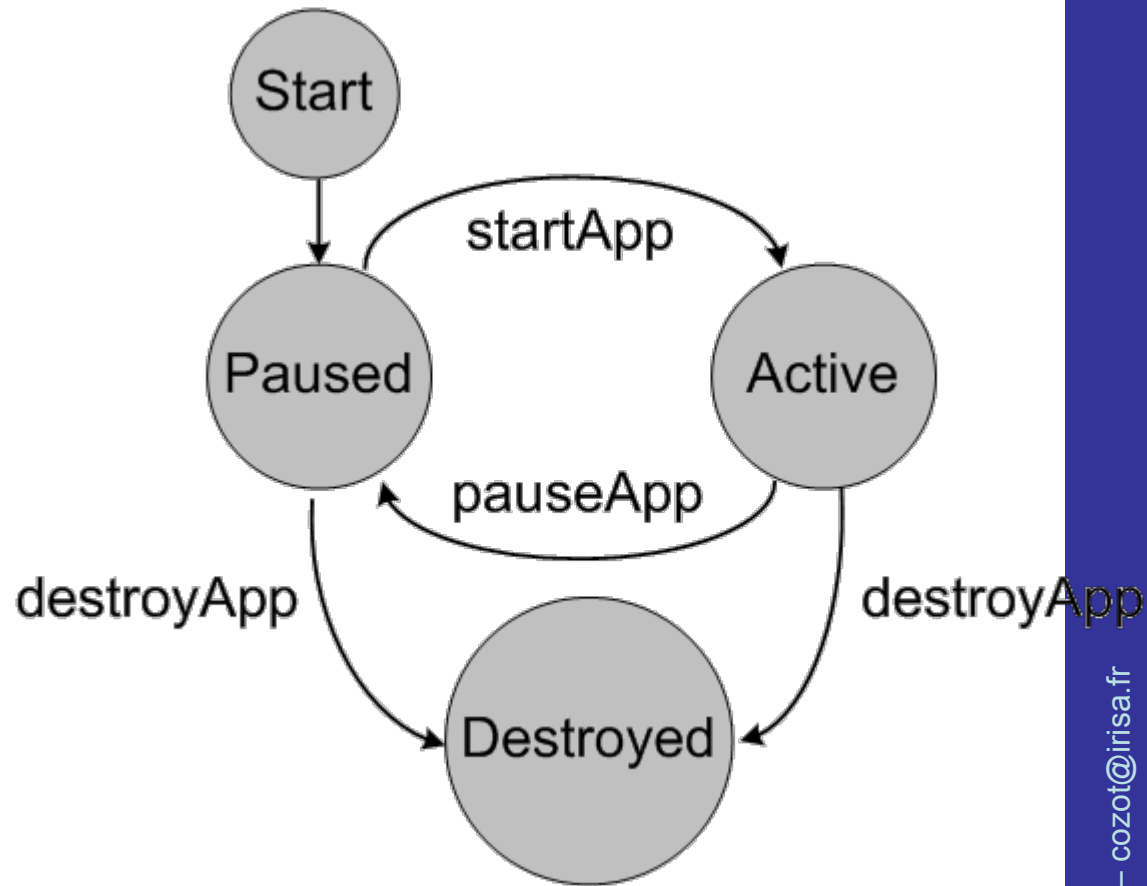 Start
startApp
Paused
Active
pauseApp
destroyApp
destroyApp
Destroyed
– cozot@irisa.fr